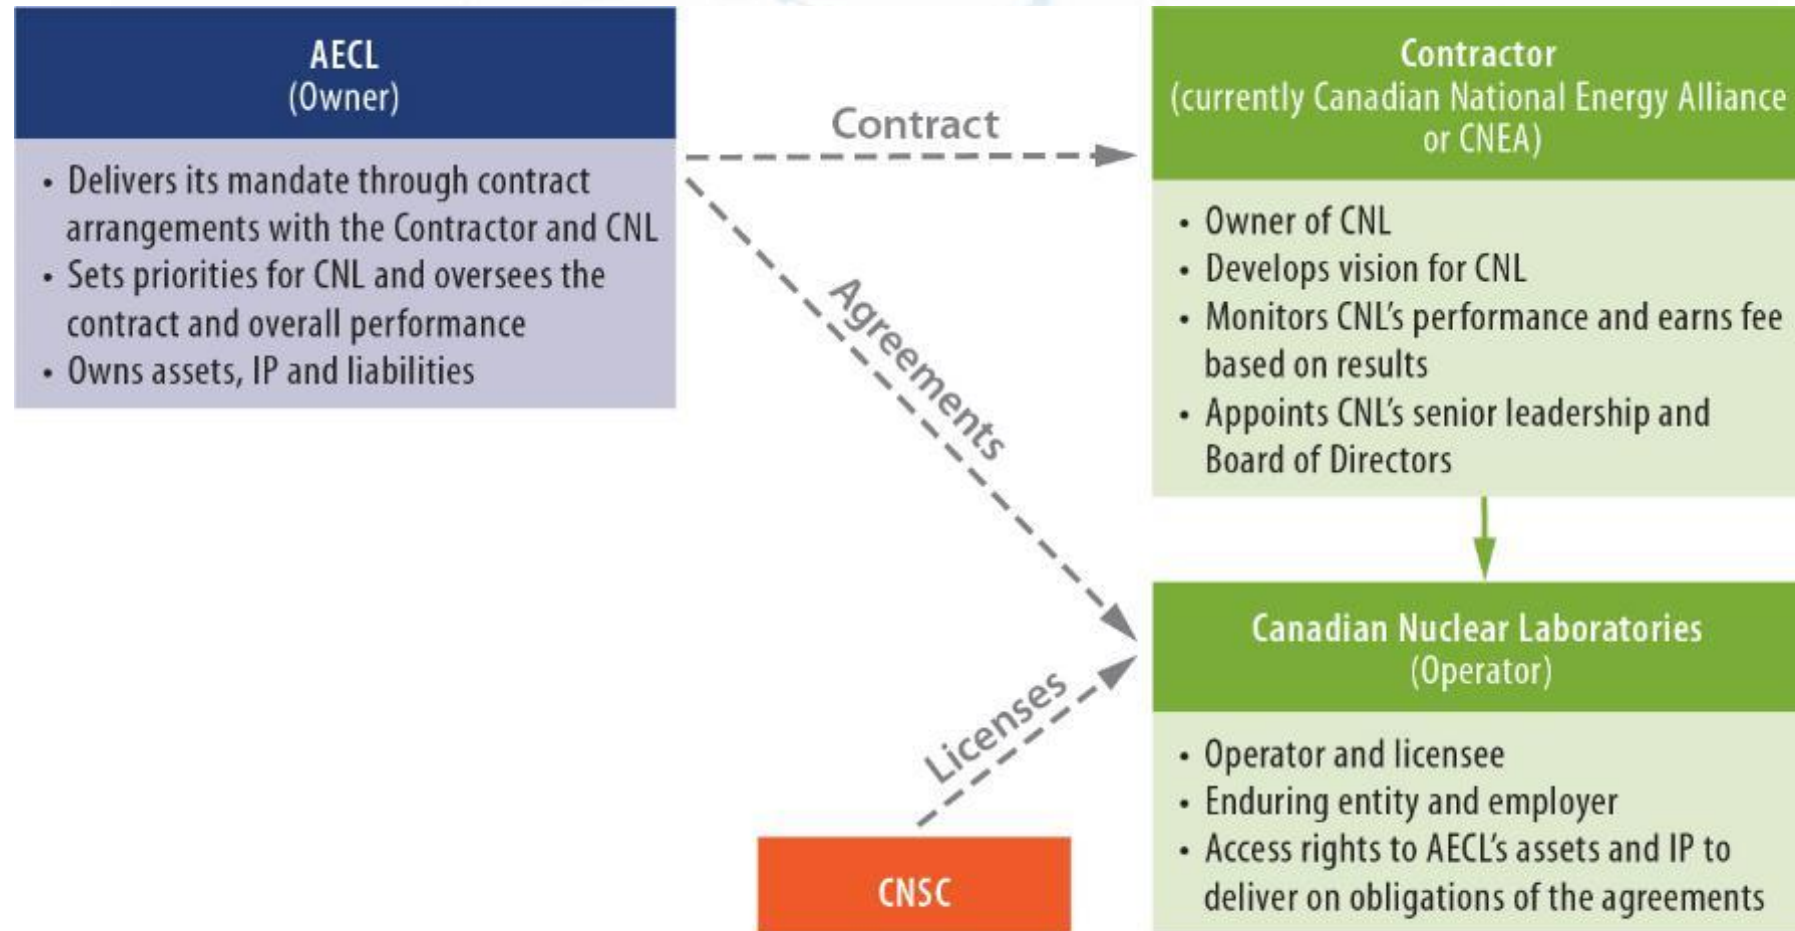 AECL
(Owner)
• Delivers its mandate through contract
arrangements with the Contractor and CNL
• Sets priorities for CNL and oversees the
contract and overall performance
• Owns assets, IP and liabilities
Contract
Agreements
Licenses
CNSC
Contractor
(currently Canadian National Energy Alliance
or CNEA)
• Owner of CNL
• Develops vision for CNL
• Monitors CNL’s performance and earns fee
based on results
• Appoints CNL’s senior leadership and
Board of Directors
Canadian Nuclear Laboratories
(Operator)
• Operator and licensee
• Enduring entity and employer
• Access rights to AECL’s assets and IP to
deliver on obligations of the agreements